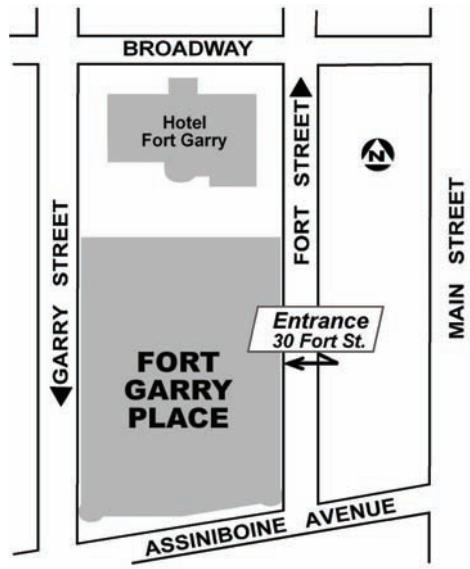 BROADWAY
Hotel
Fort Garry
FORT STREET
N
GARRY STREET
MAIN STREET
Entrance
30 Fort St.
FORT
GARRY
PLACE
ASSINIBOINE AVENUE